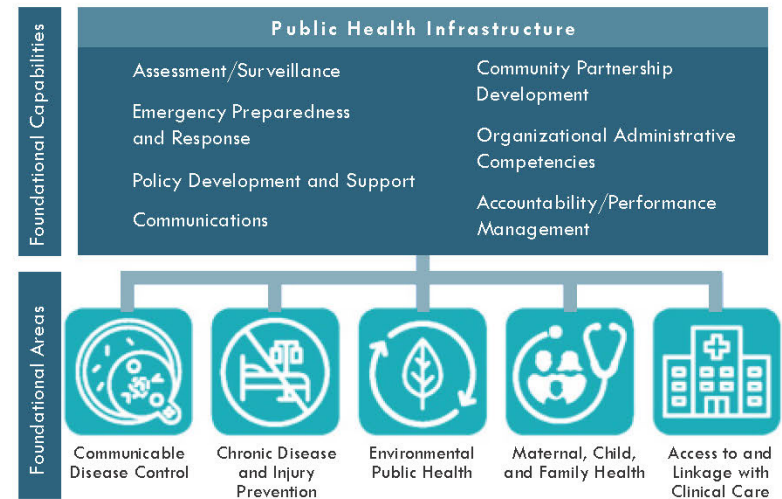 Foundational Capabilities
Public Health Infrastructure
Assessment/Surveillance
Emergency Preparedness
and Response
Policy Development and Support
Communications
Community Partnership
Development
Organizational Administrative
Competencies
Accountability/Performance
Management
Foundational Areas
Communicable
Disease Control
Chronic Disease
and Injury
Prevention
Environmental
Public Health
Maternal, Child,
and Family Health
Access to and
Linkage with
Clinical Care